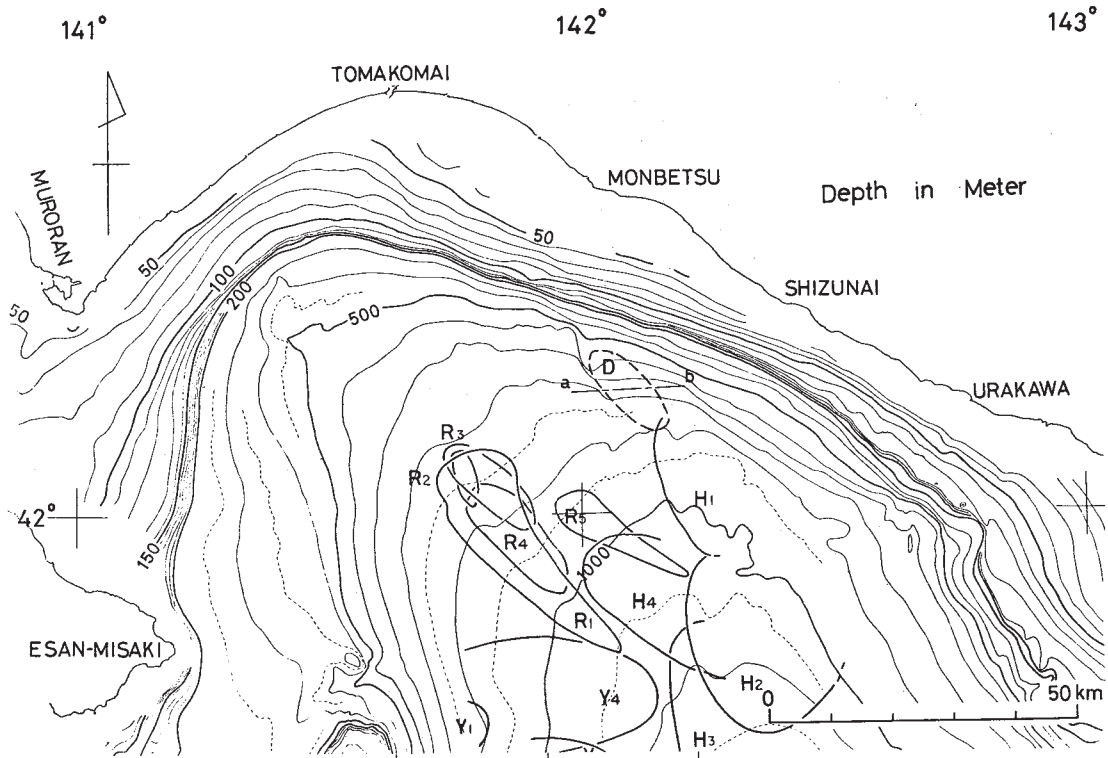 141°
142°
143°
TOMAKOMAI
MURORAN
MONBETSU
Depth in Meter
50
50
100
200
50
500
SHIZUNAI
D
a
b
URAKAWA
R3
R2
H1
42°
R5
R4
150
1000
H4
R1
ESAN-MISAKI
H2
0
50 km
Y4
Y1
H3